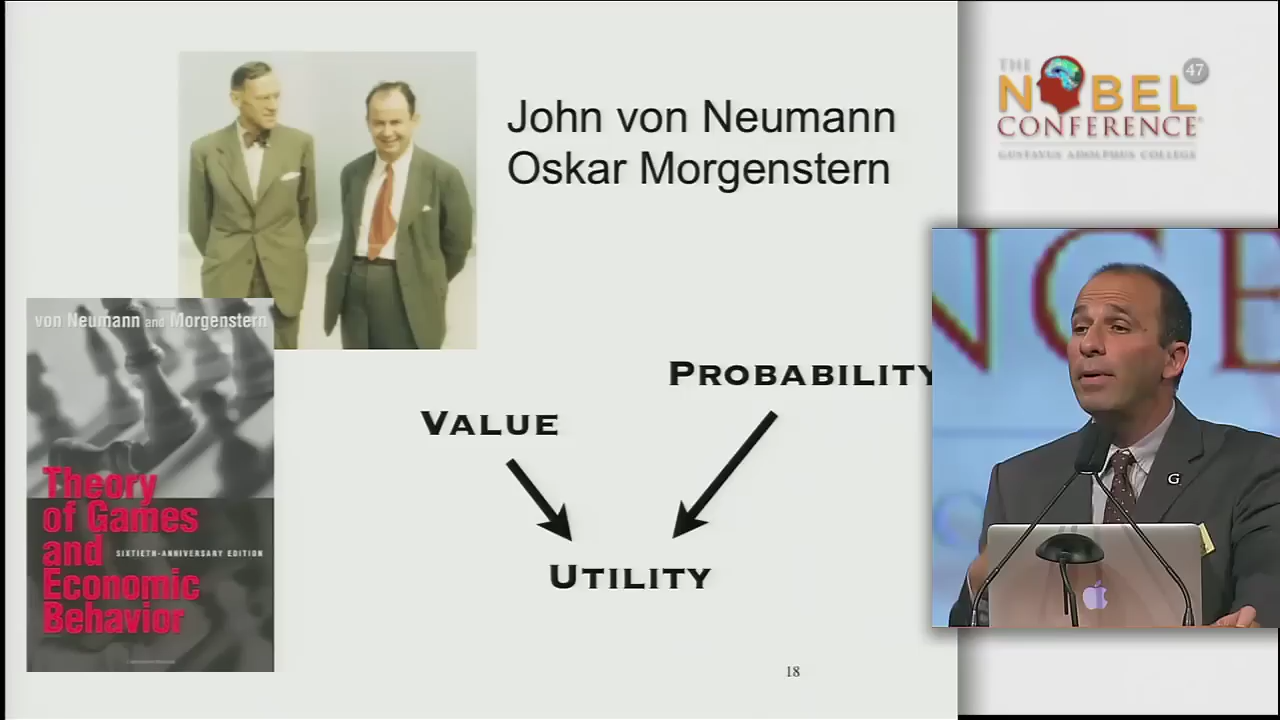 John von Neumann
Oskar Morgenstern
von Neumann and Morgenstern
Theory
of Games
and
SIXTIETH-ANNIVERSARY EDITION
Economic
Behavior
PROBABILITY
VALUE
UTILITY
18
THE
NOBEL
47
CONFERENCE
GUSTAVUS ADOLPHUS COLLEGE
NCE
G